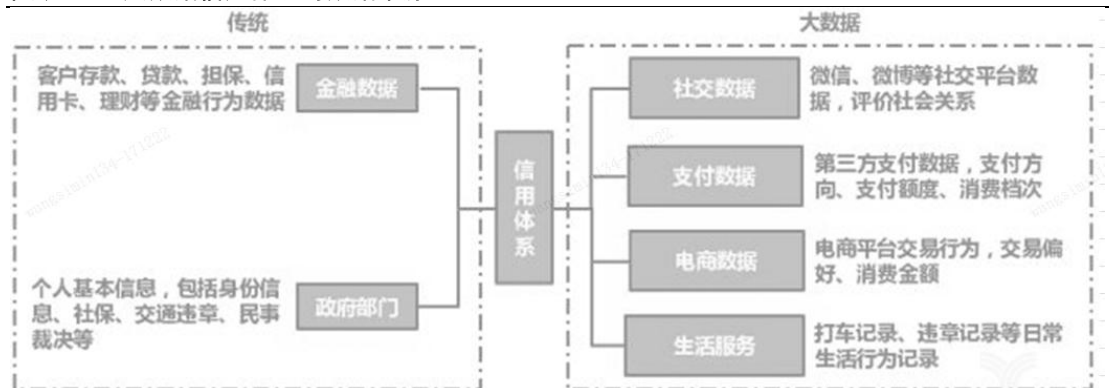 传统
大数据
客户存款、贷款、担保、信
用卡、理财等金融行为数据
金融数据
个人基本信息，包括身份信
息、社保、交通违章、民事
裁决等
政府部门
信用体系
社交数据
微信、微博等社交平台数
据，评价社会关系
支付数据
第三方支付数据，支付方
向、支付额度、消费档次
电商数据
电商平台交易行为，交易偏
好、消费金额
生活服务
打车记录、违章记录等日常
生活行为记录